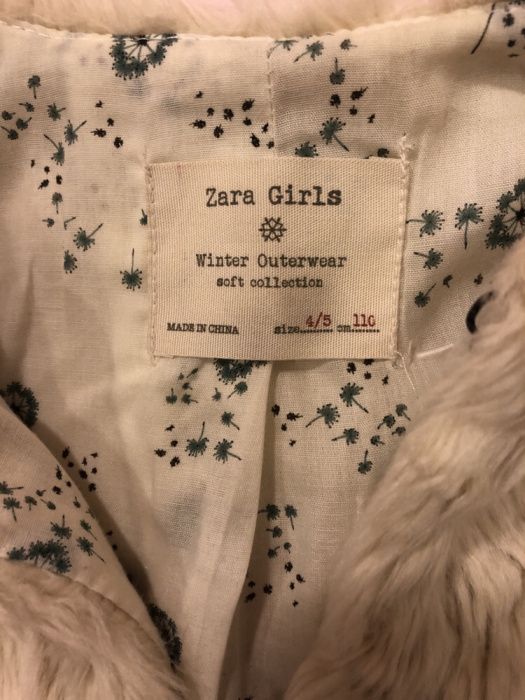 Zara Girls
Winter Outerwear
soft collection
MADE IN CHINA size 4/5 cm 110